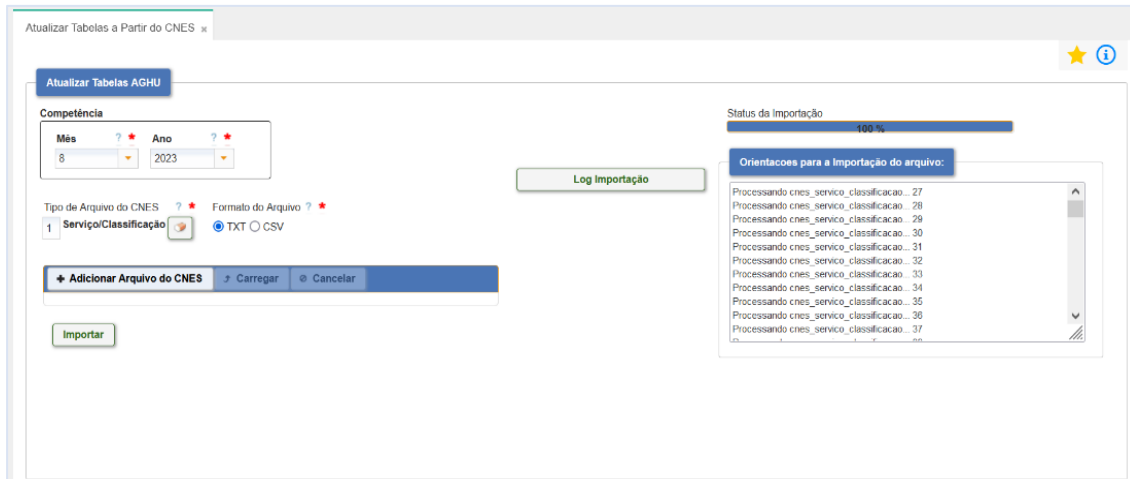 Atualizar Tabelas a Partir do CNES ×
Atualizar Tabelas AGHU
Competência
Mês ? * Ano ? *
8 2023
Tipo de Arquivo do CNES ? * Formato do Arquivo ? *
1 Serviço/Classificação TXT CSV
+ Adicionar Arquivo do CNES Carregar Cancelar
Importar
Log Importação
Status da Importação
100 %
Orientacoes para a Importação do arquivo:
Processando cnes_servico_classificacao... 27
Processando cnes_servico_classificacao... 28
Processando cnes_servico_classificacao... 29
Processando cnes_servico_classificacao... 30
Processando cnes_servico_classificacao... 31
Processando cnes_servico_classificacao... 32
Processando cnes_servico_classificacao... 33
Processando cnes_servico_classificacao... 34
Processando cnes_servico_classificacao... 35
Processando cnes_servico_classificacao... 36
Processando cnes_servico_classificacao... 37